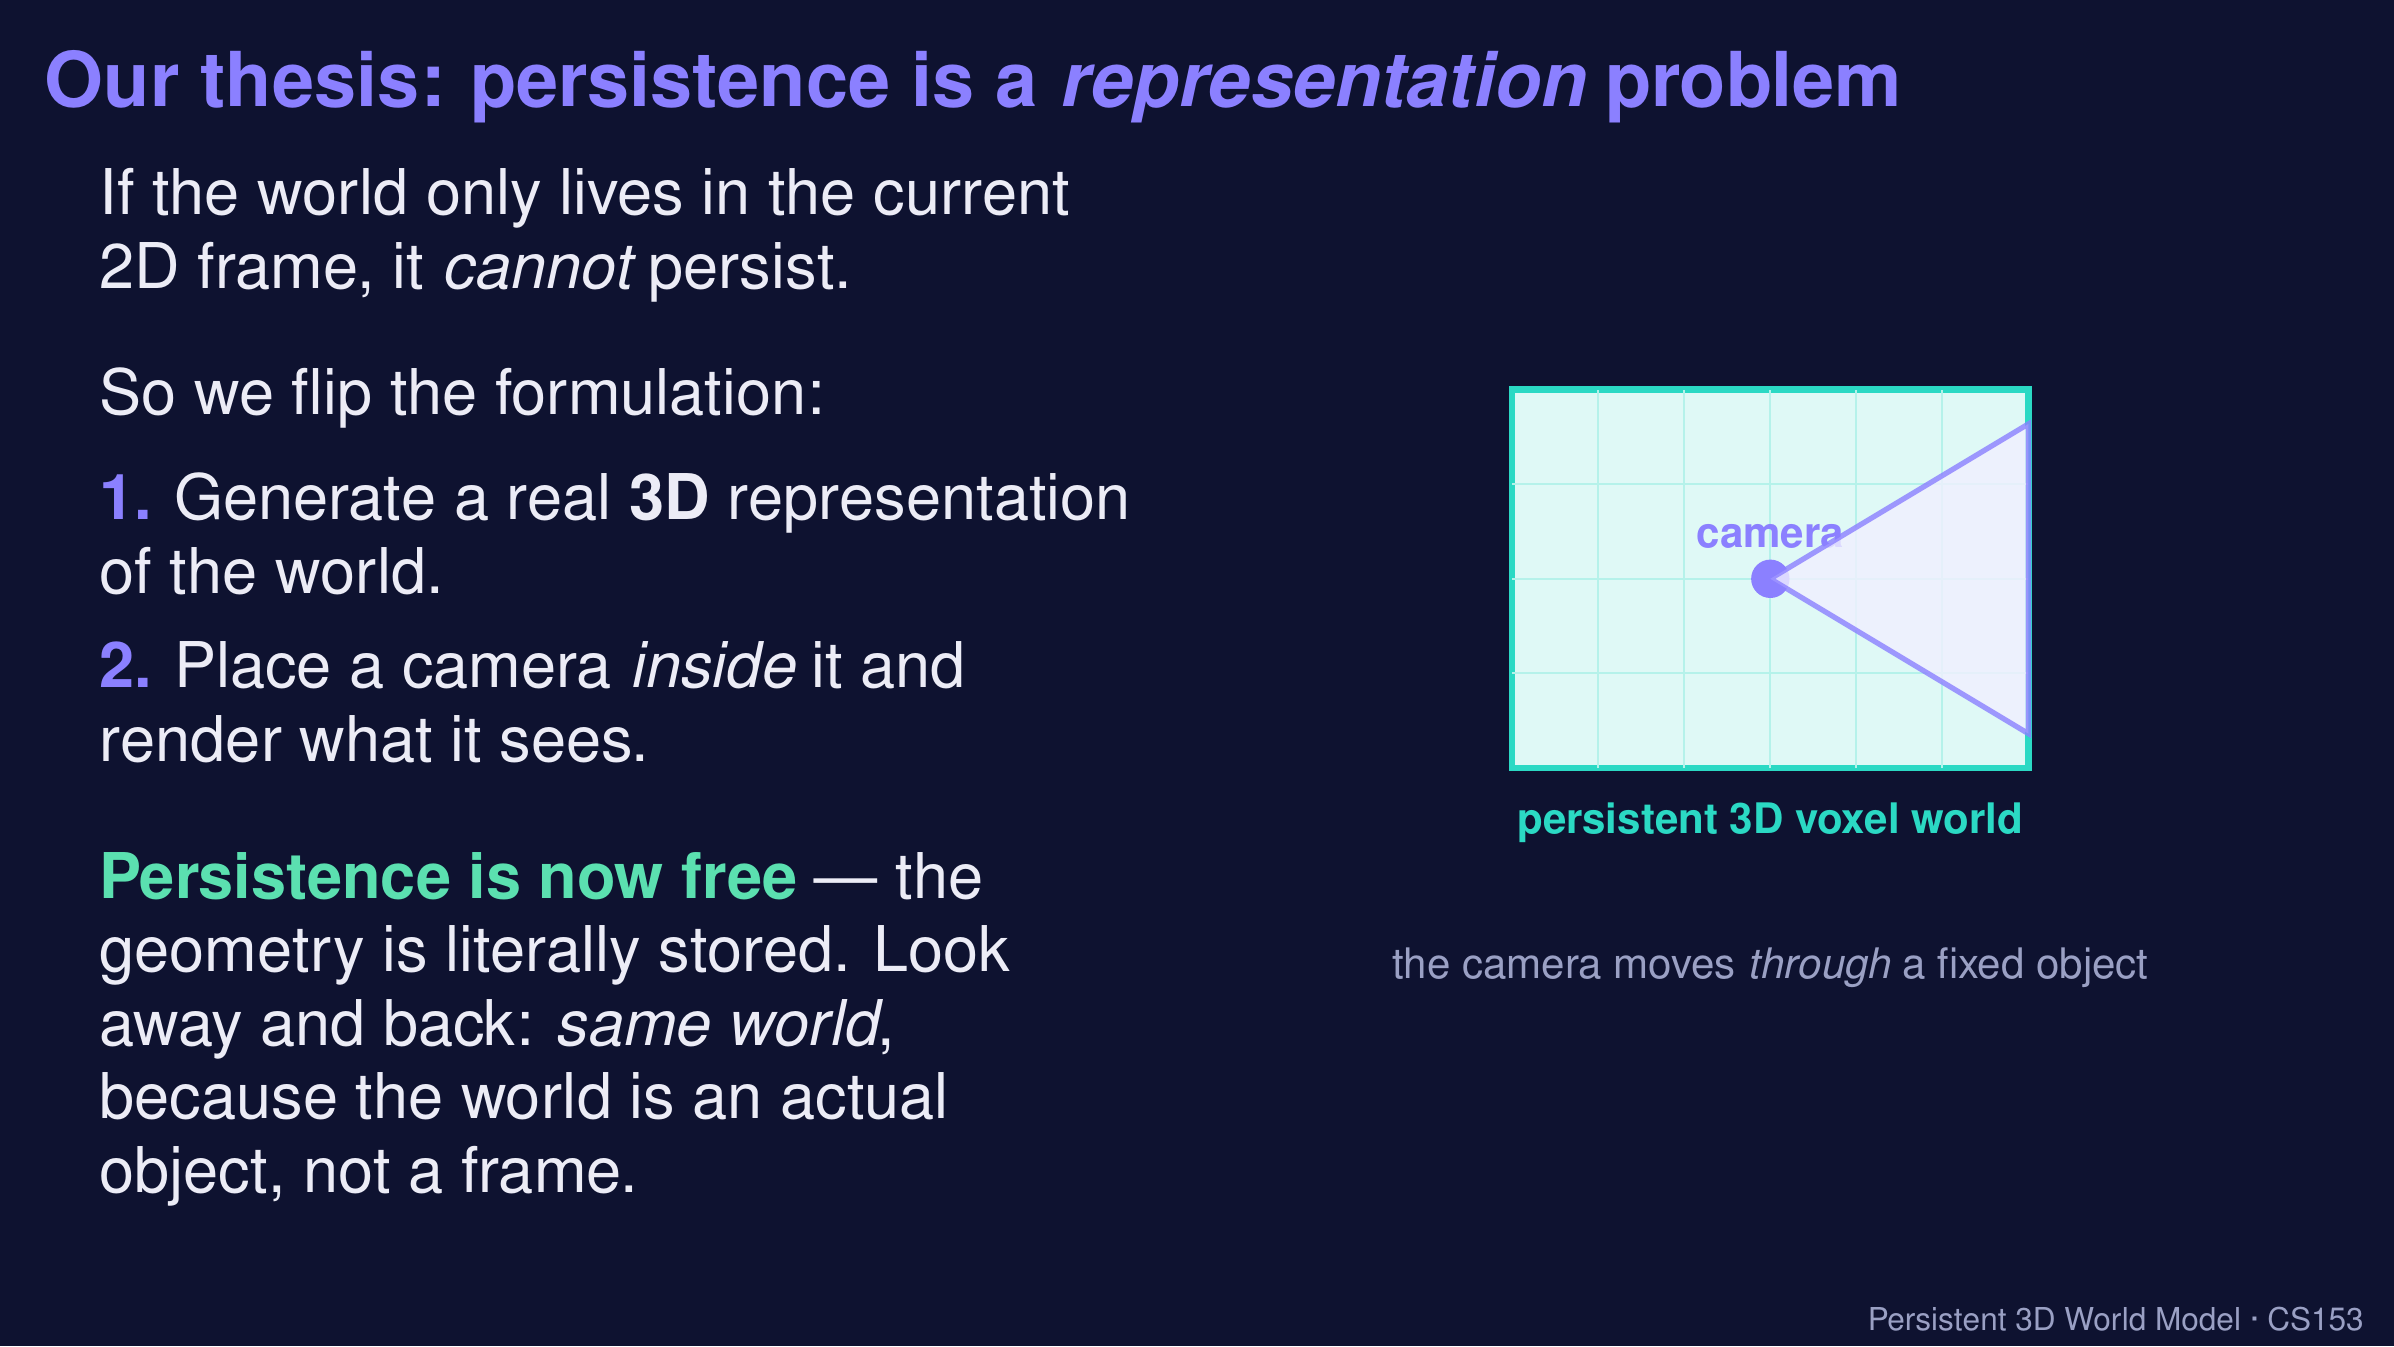 Our thesis: persistence is a representation problem
If the world only lives in the current
2D frame, it cannot persist.
So we flip the formulation:
1. Generate a real 3D representation
of the world.
2. Place a camera inside it and
render what it sees.
Persistence is now free — the
geometry is literally stored. Look
away and back: same world,
because the world is an actual
object, not a frame.
camera
persistent 3D voxel world
the camera moves through a fixed object
Persistent 3D World Model · CS153